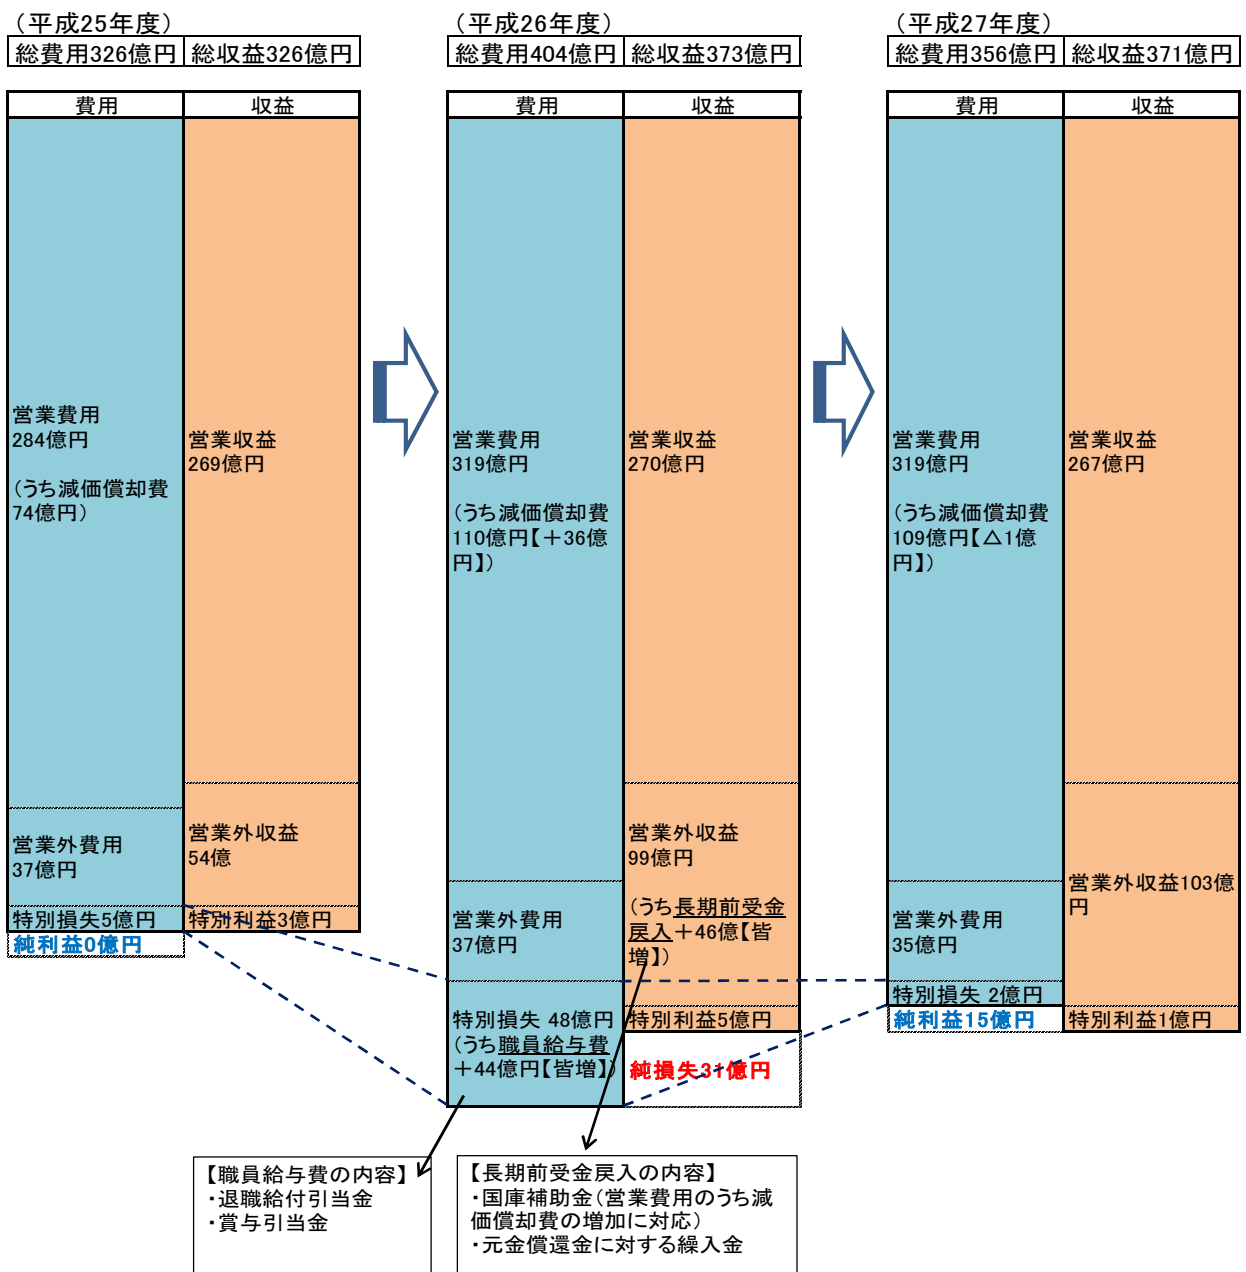 （平成25年度）
総費用326億円 総収益326億円
費用 収益
営業費用
284億円
（うち減価償却費
74億円）
営業収益
269億円
営業外費用
37億円
営業外収益
54億
特別損失5億円 特別利益3億円
純利益0億円
（平成26年度）
総費用404億円 総収益373億円
費用 収益
営業費用
319億円
（うち減価償却費
110億円【＋36億
円】）
営業収益
270億円
営業外費用
37億円
営業外収益
99億円
（うち長期前受金
戻入＋46億【皆
増】）
特別損失 48億円
（うち職員給与費
＋44億円【皆増】）
特別利益5億円
純損失31億円
（平成27年度）
総費用356億円 総収益371億円
費用 収益
営業費用
319億円
（うち減価償却費
109億円【△1億
円】）
営業収益
267億円
営業外費用
35億円
営業外収益103億
円
特別損失 2億円
純利益15億円 特別利益1億円
【職員給与費の内容】
・退職給付引当金
・賞与引当金
【長期前受金戻入の内容】
・国庫補助金（営業費用のうち減
価償却費の増加に対応）
・元金償還金に対する繰入金